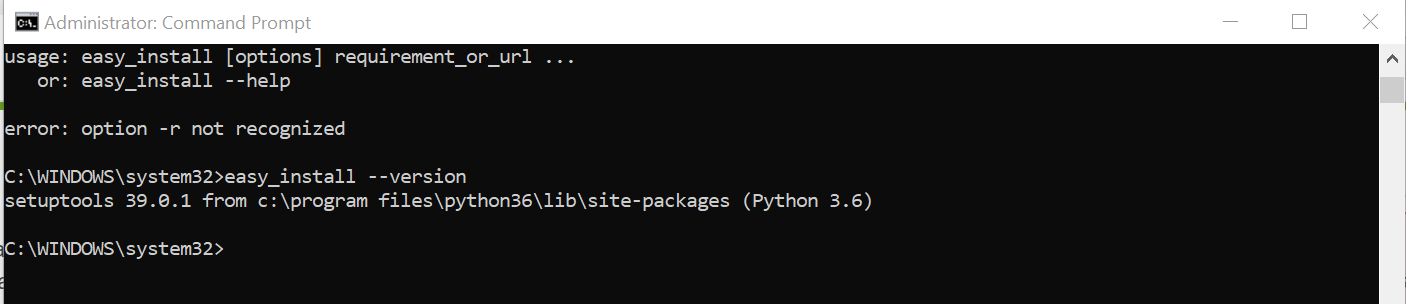 Administrator: Command Prompt
usage: easy_install [options] requirement_or_url ...
   or: easy_install --help
error: option -r not recognized
C:\WINDOWS\system32>easy_install --version
setuptools 39.0.1 from c:\program files\python36\lib\site-packages (Python 3.6)
C:\WINDOWS\system32>